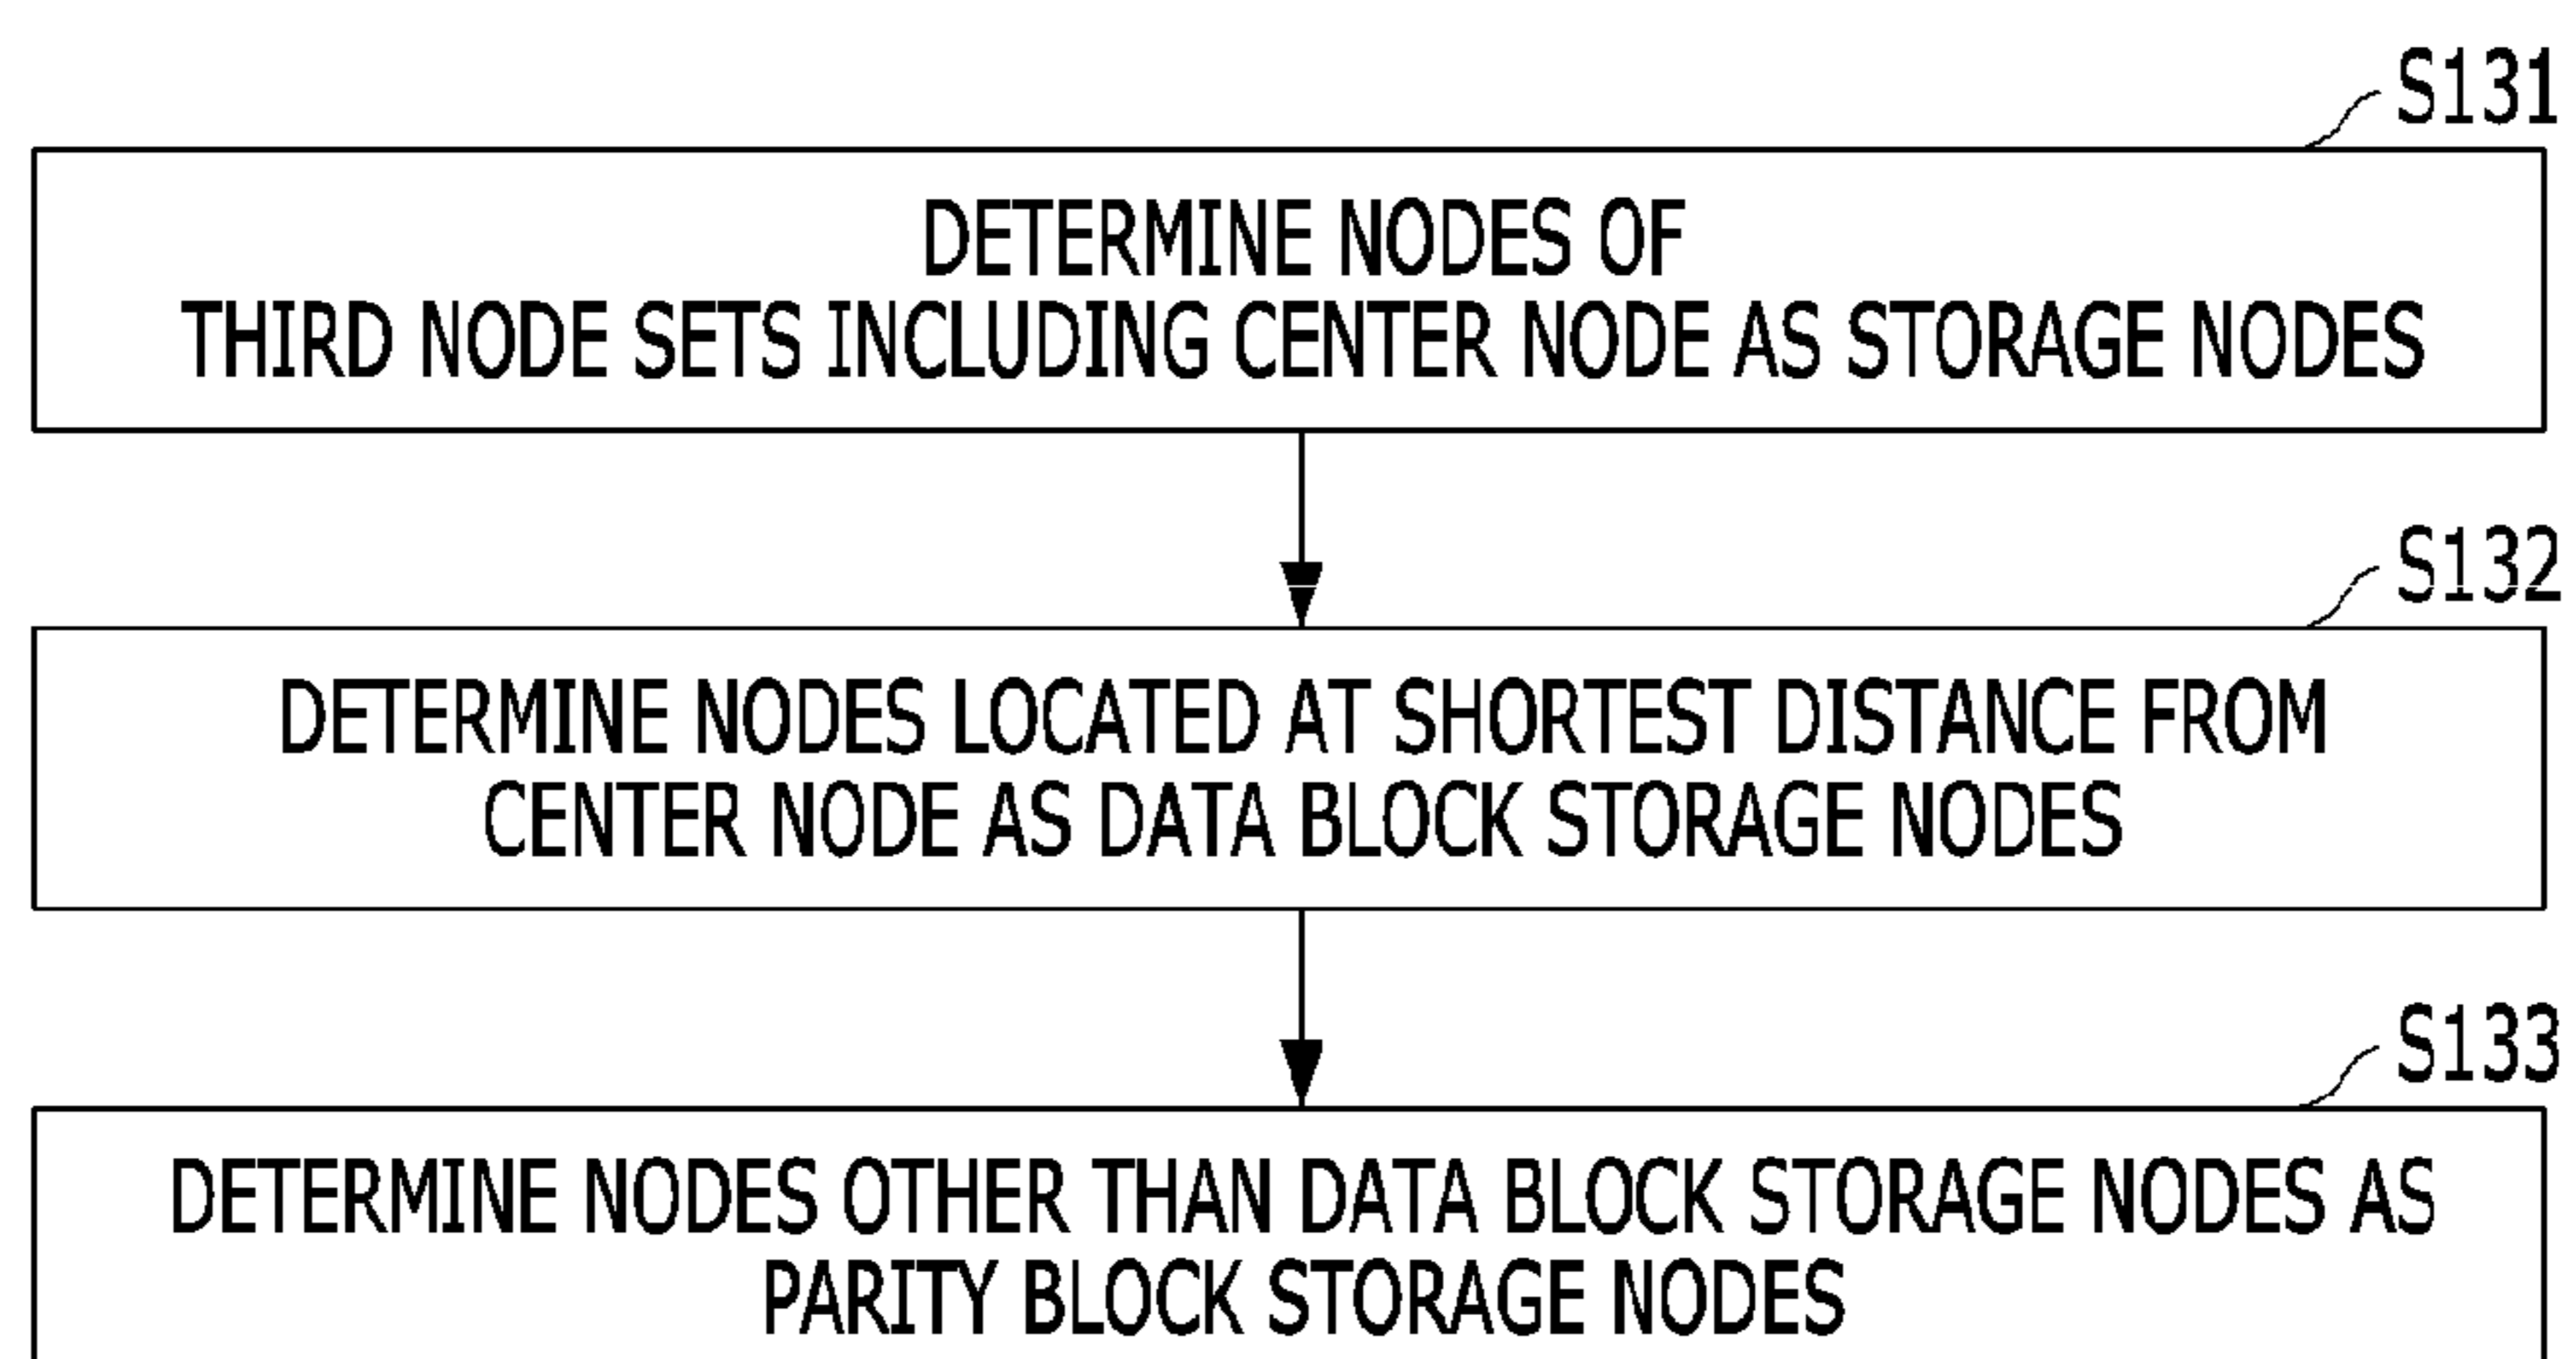 S131
DETERMINE NODES OF
THIRD NODE SETS INCLUDING CENTER NODE AS STORAGE NODES
S132
DETERMINE NODES LOCATED AT SHORTEST DISTANCE FROM
CENTER NODE AS DATA BLOCK STORAGE NODES
S133
DETERMINE NODES OTHER THAN DATA BLOCK STORAGE NODES AS
PARITY BLOCK STORAGE NODES